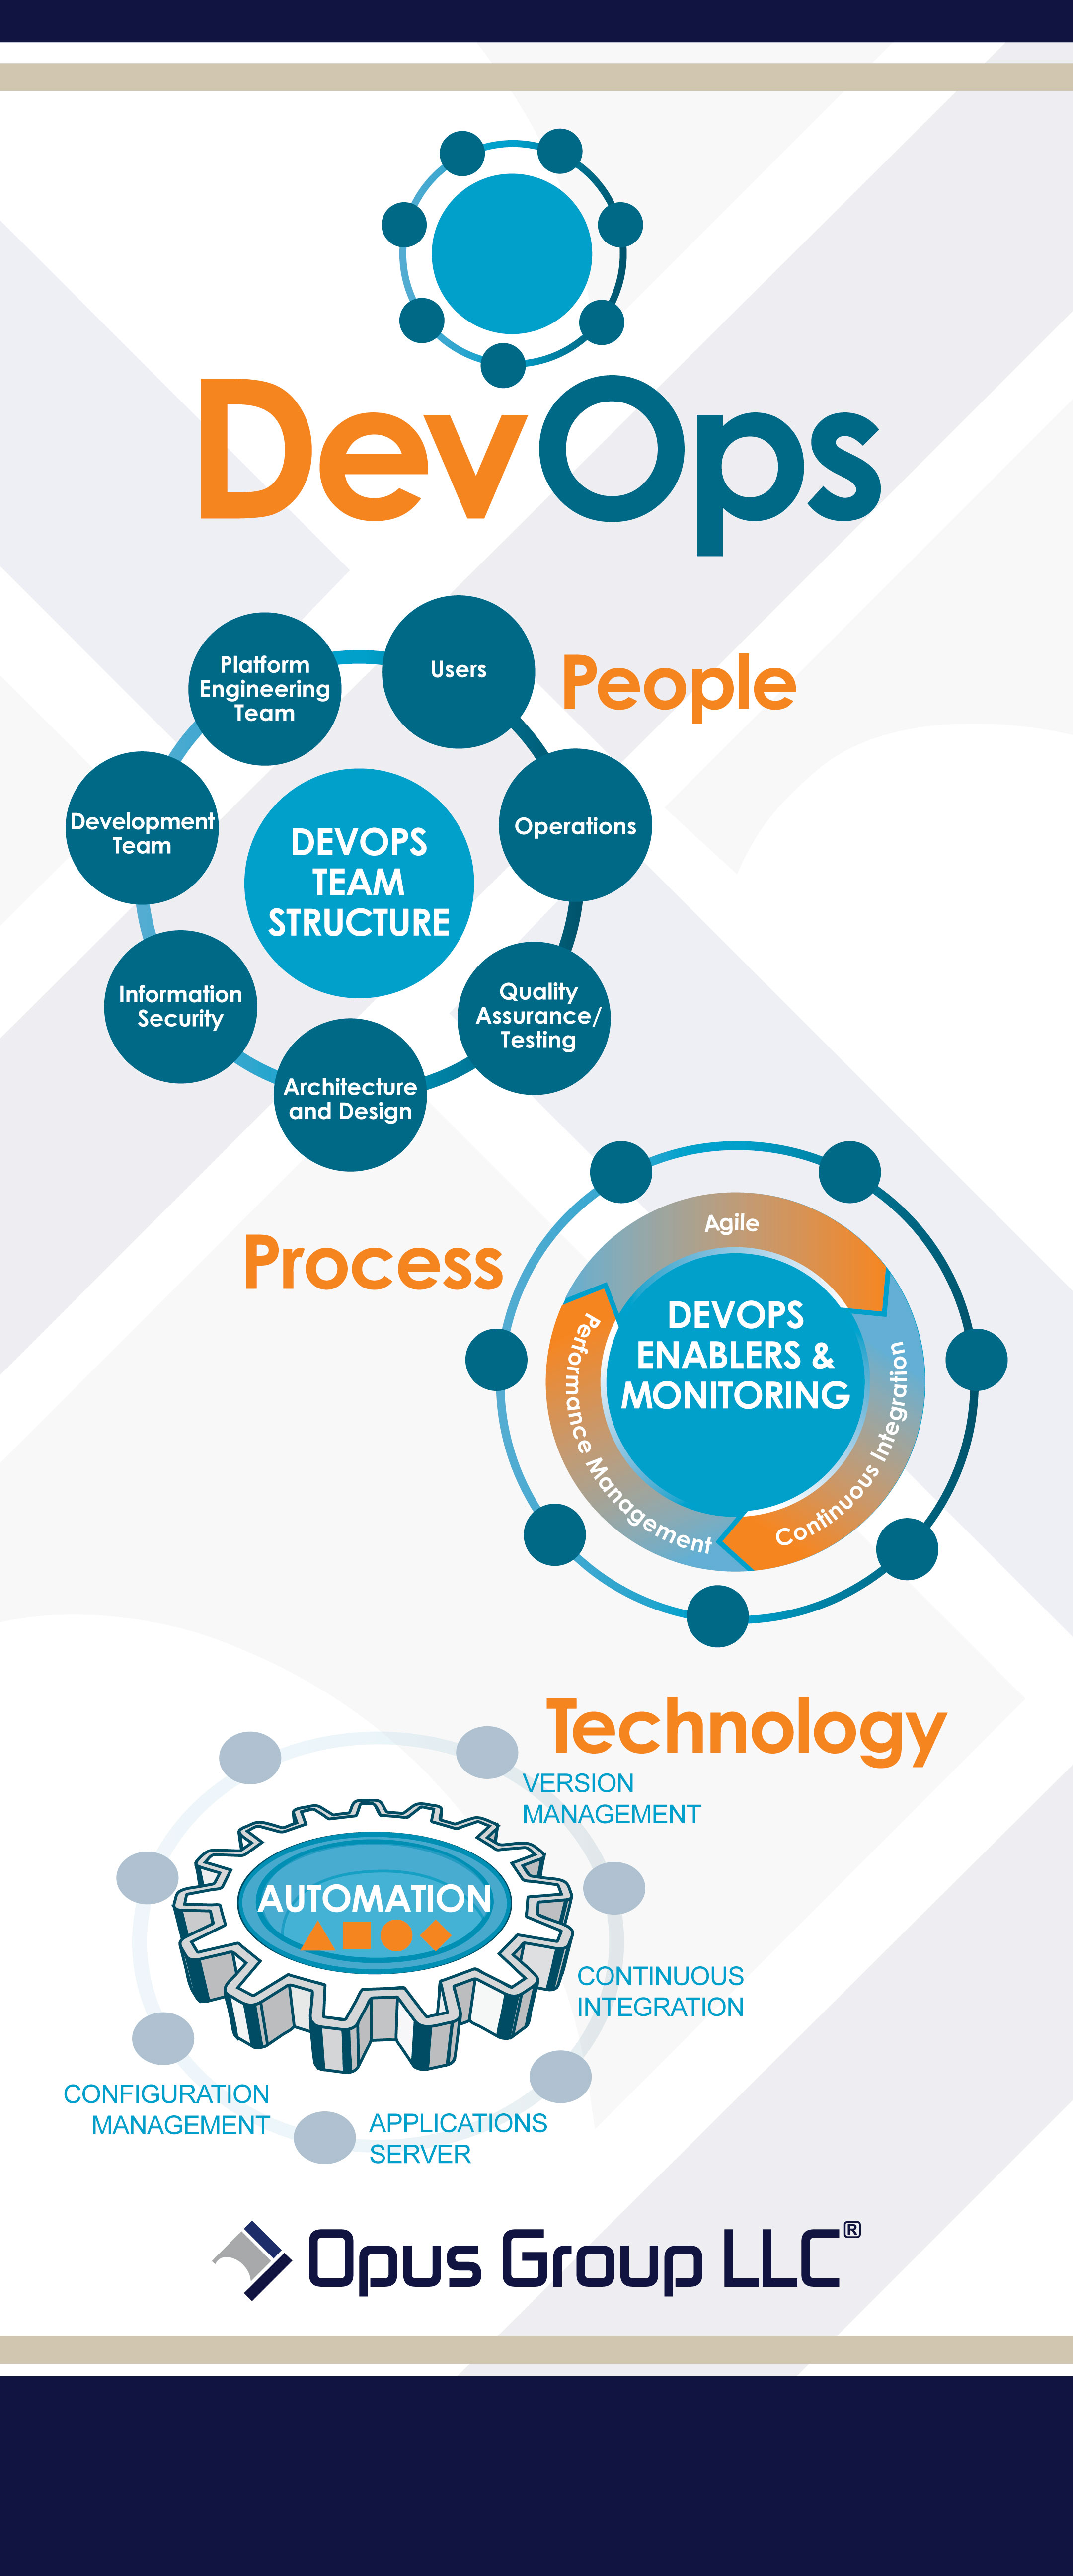 DevOps
People
Platform
Engineering
Team
Users
Development
Team
DEVOPS
TEAM
STRUCTURE
Operations
Information
Security
Quality
Assurance/
Testing
Architecture
and Design
Process
Agile
DEVOPS
ENABLERS &
MONITORING
Continuous Integration
Performance Management
Technology
VERSION
MANAGEMENT
AUTOMATION
CONTINUOUS
INTEGRATION
CONFIGURATION
MANAGEMENT
APPLICATIONS
SERVER
Opus Group LLC®